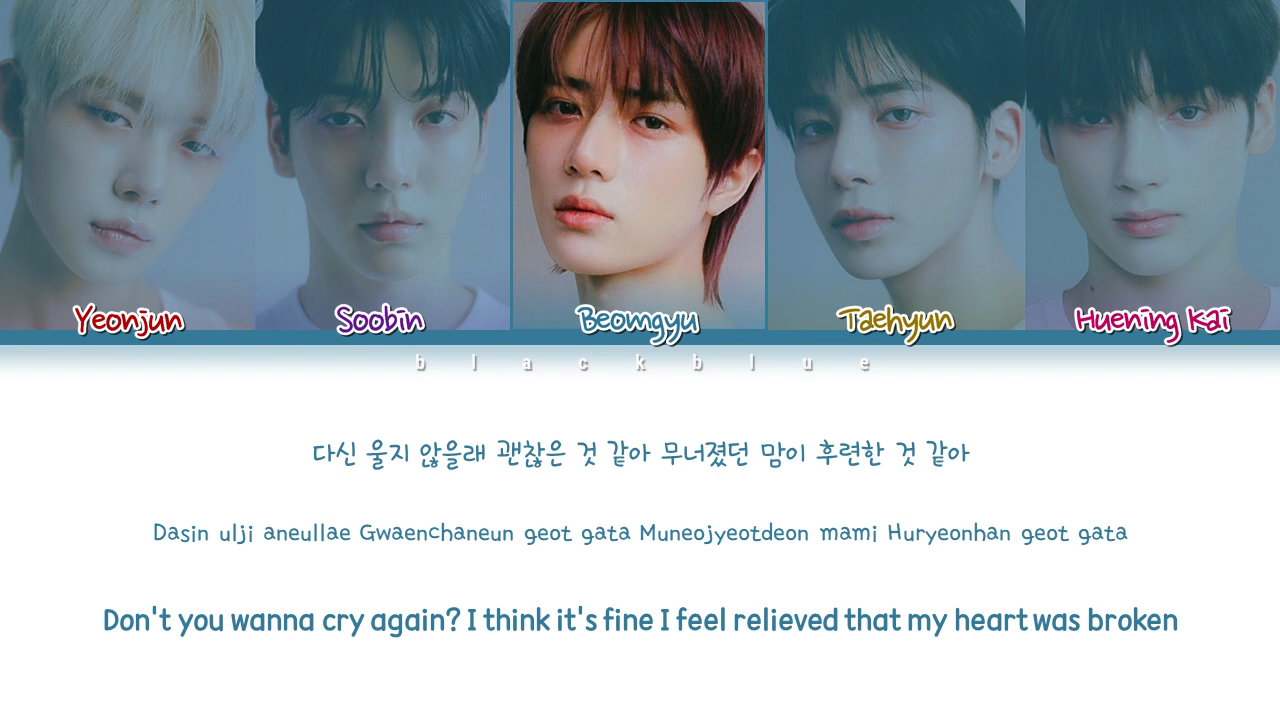 Yeonjun Soobin Beomgyu Taehyun Huening Kai
b l a c k b l u e
다신 울지 않을래 괜찮은 것 같아 무너졌던 맘이 후련한 것 같아
Dasin ulji aneullae Gwaenchaneun geot gata Muneojyeotdeon mami Huryeonhan geot gata
Don't you wanna cry again? I think it's fine I feel relieved that my heart was broken